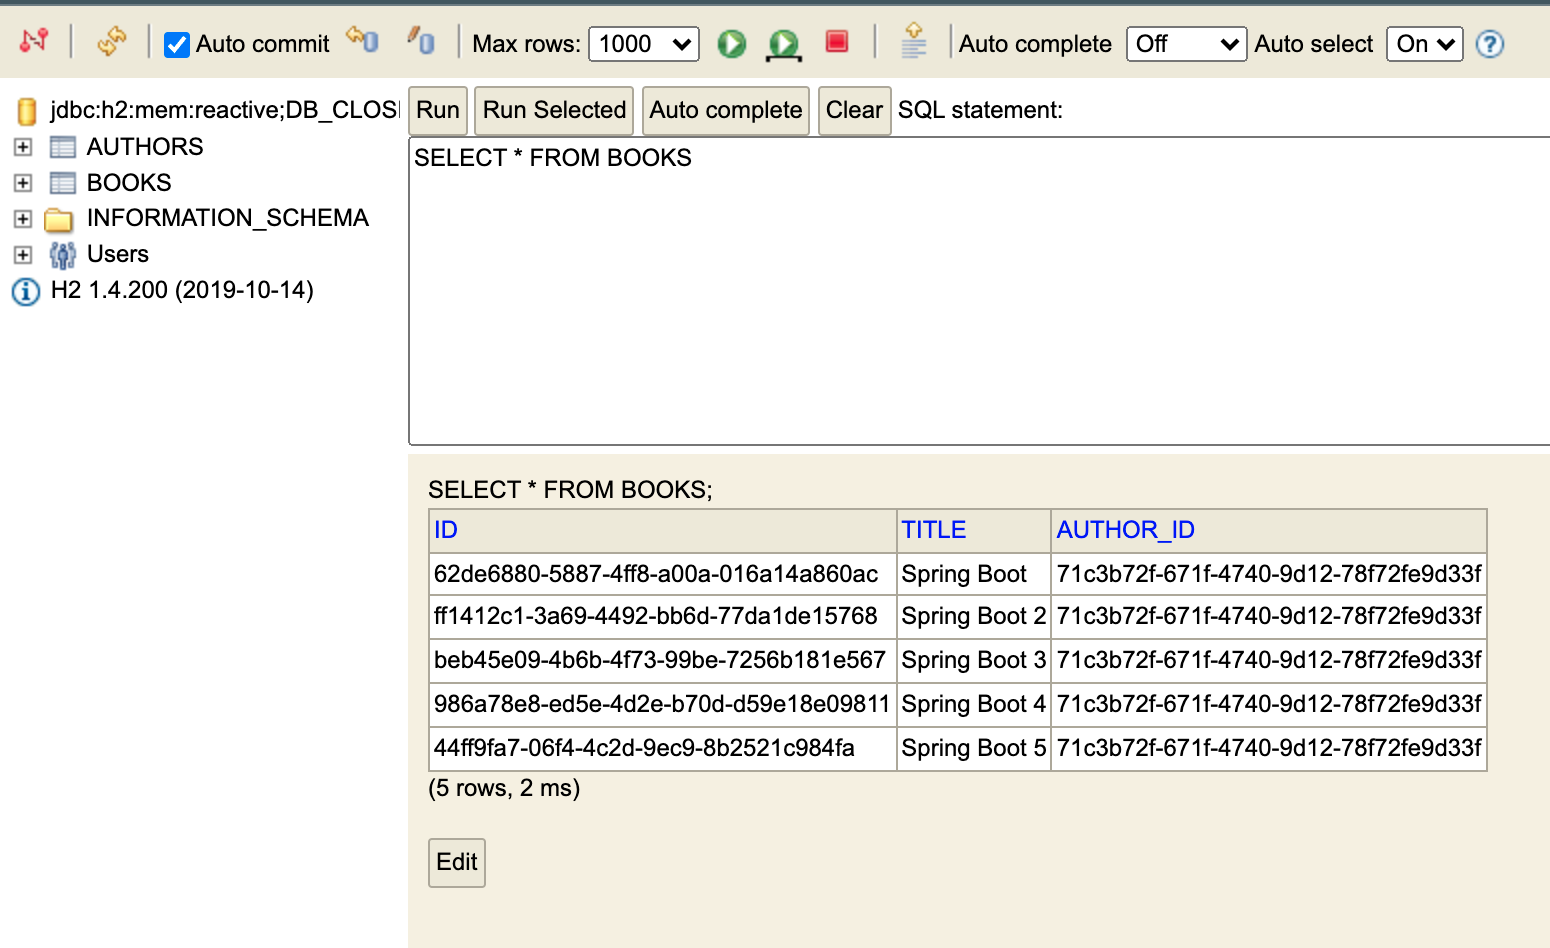 Auto commit Max rows: 1000 Auto complete Off Auto select On
jdbc:h2:mem:reactive;DB_CLOS
AUTHORS
BOOKS
INFORMATION_SCHEMA
Users
H2 1.4.200 (2019-10-14)
Run Run Selected Auto complete Clear SQL statement:
SELECT * FROM BOOKS
SELECT * FROM BOOKS;
ID TITLE AUTHOR_ID
62de6880-5887-4ff8-a00a-016a14a860ac Spring Boot 71c3b72f-671f-4740-9d12-78f72fe9d33f
ff1412c1-3a69-4492-bb6d-77da1de15768 Spring Boot 2 71c3b72f-671f-4740-9d12-78f72fe9d33f
beb45e09-4b6b-4f73-99be-7256b181e567 Spring Boot 3 71c3b72f-671f-4740-9d12-78f72fe9d33f
986a78e8-ed5e-4d2e-b70d-d59e18e09811 Spring Boot 4 71c3b72f-671f-4740-9d12-78f72fe9d33f
44ff9fa7-06f4-4c2d-9ec9-8b2521c984fa Spring Boot 5 71c3b72f-671f-4740-9d12-78f72fe9d33f
(5 rows, 2 ms)
Edit